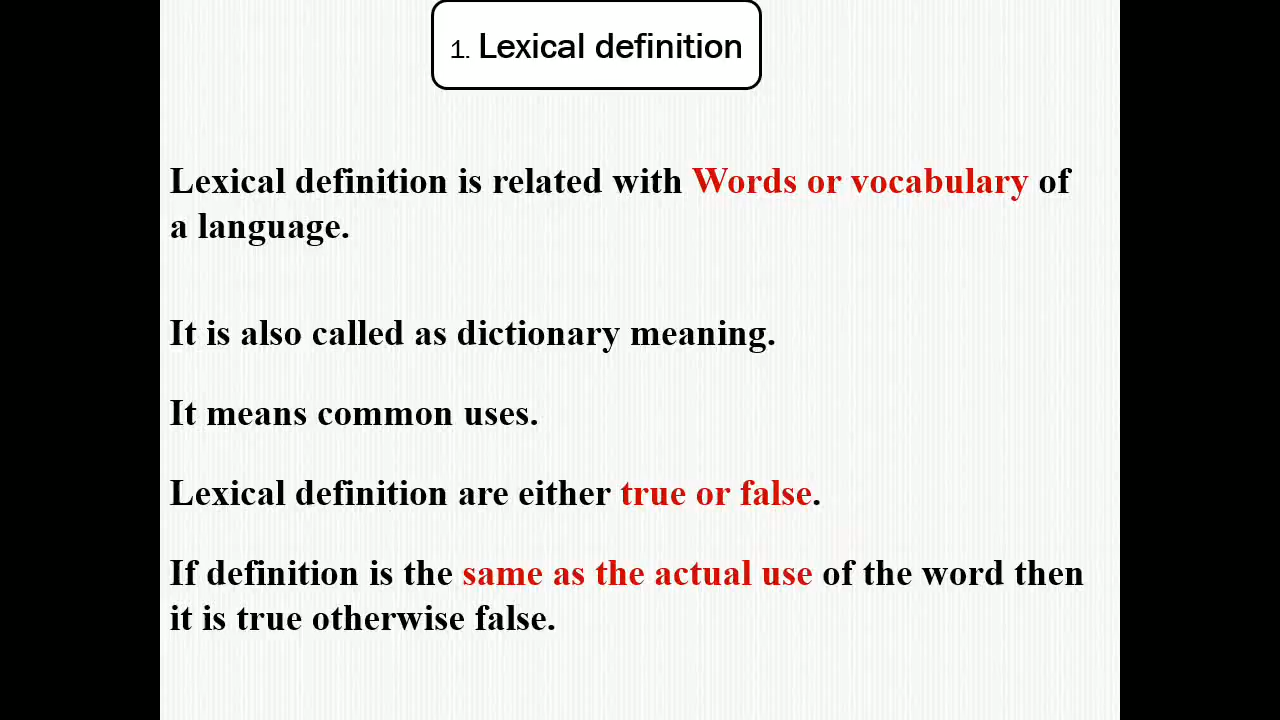 1. Lexical definition
Lexical definition is related with Words or vocabulary of
a language.
It is also called as dictionary meaning.
It means common uses.
Lexical definition are either true or false.
If definition is the same as the actual use of the word then
it is true otherwise false.